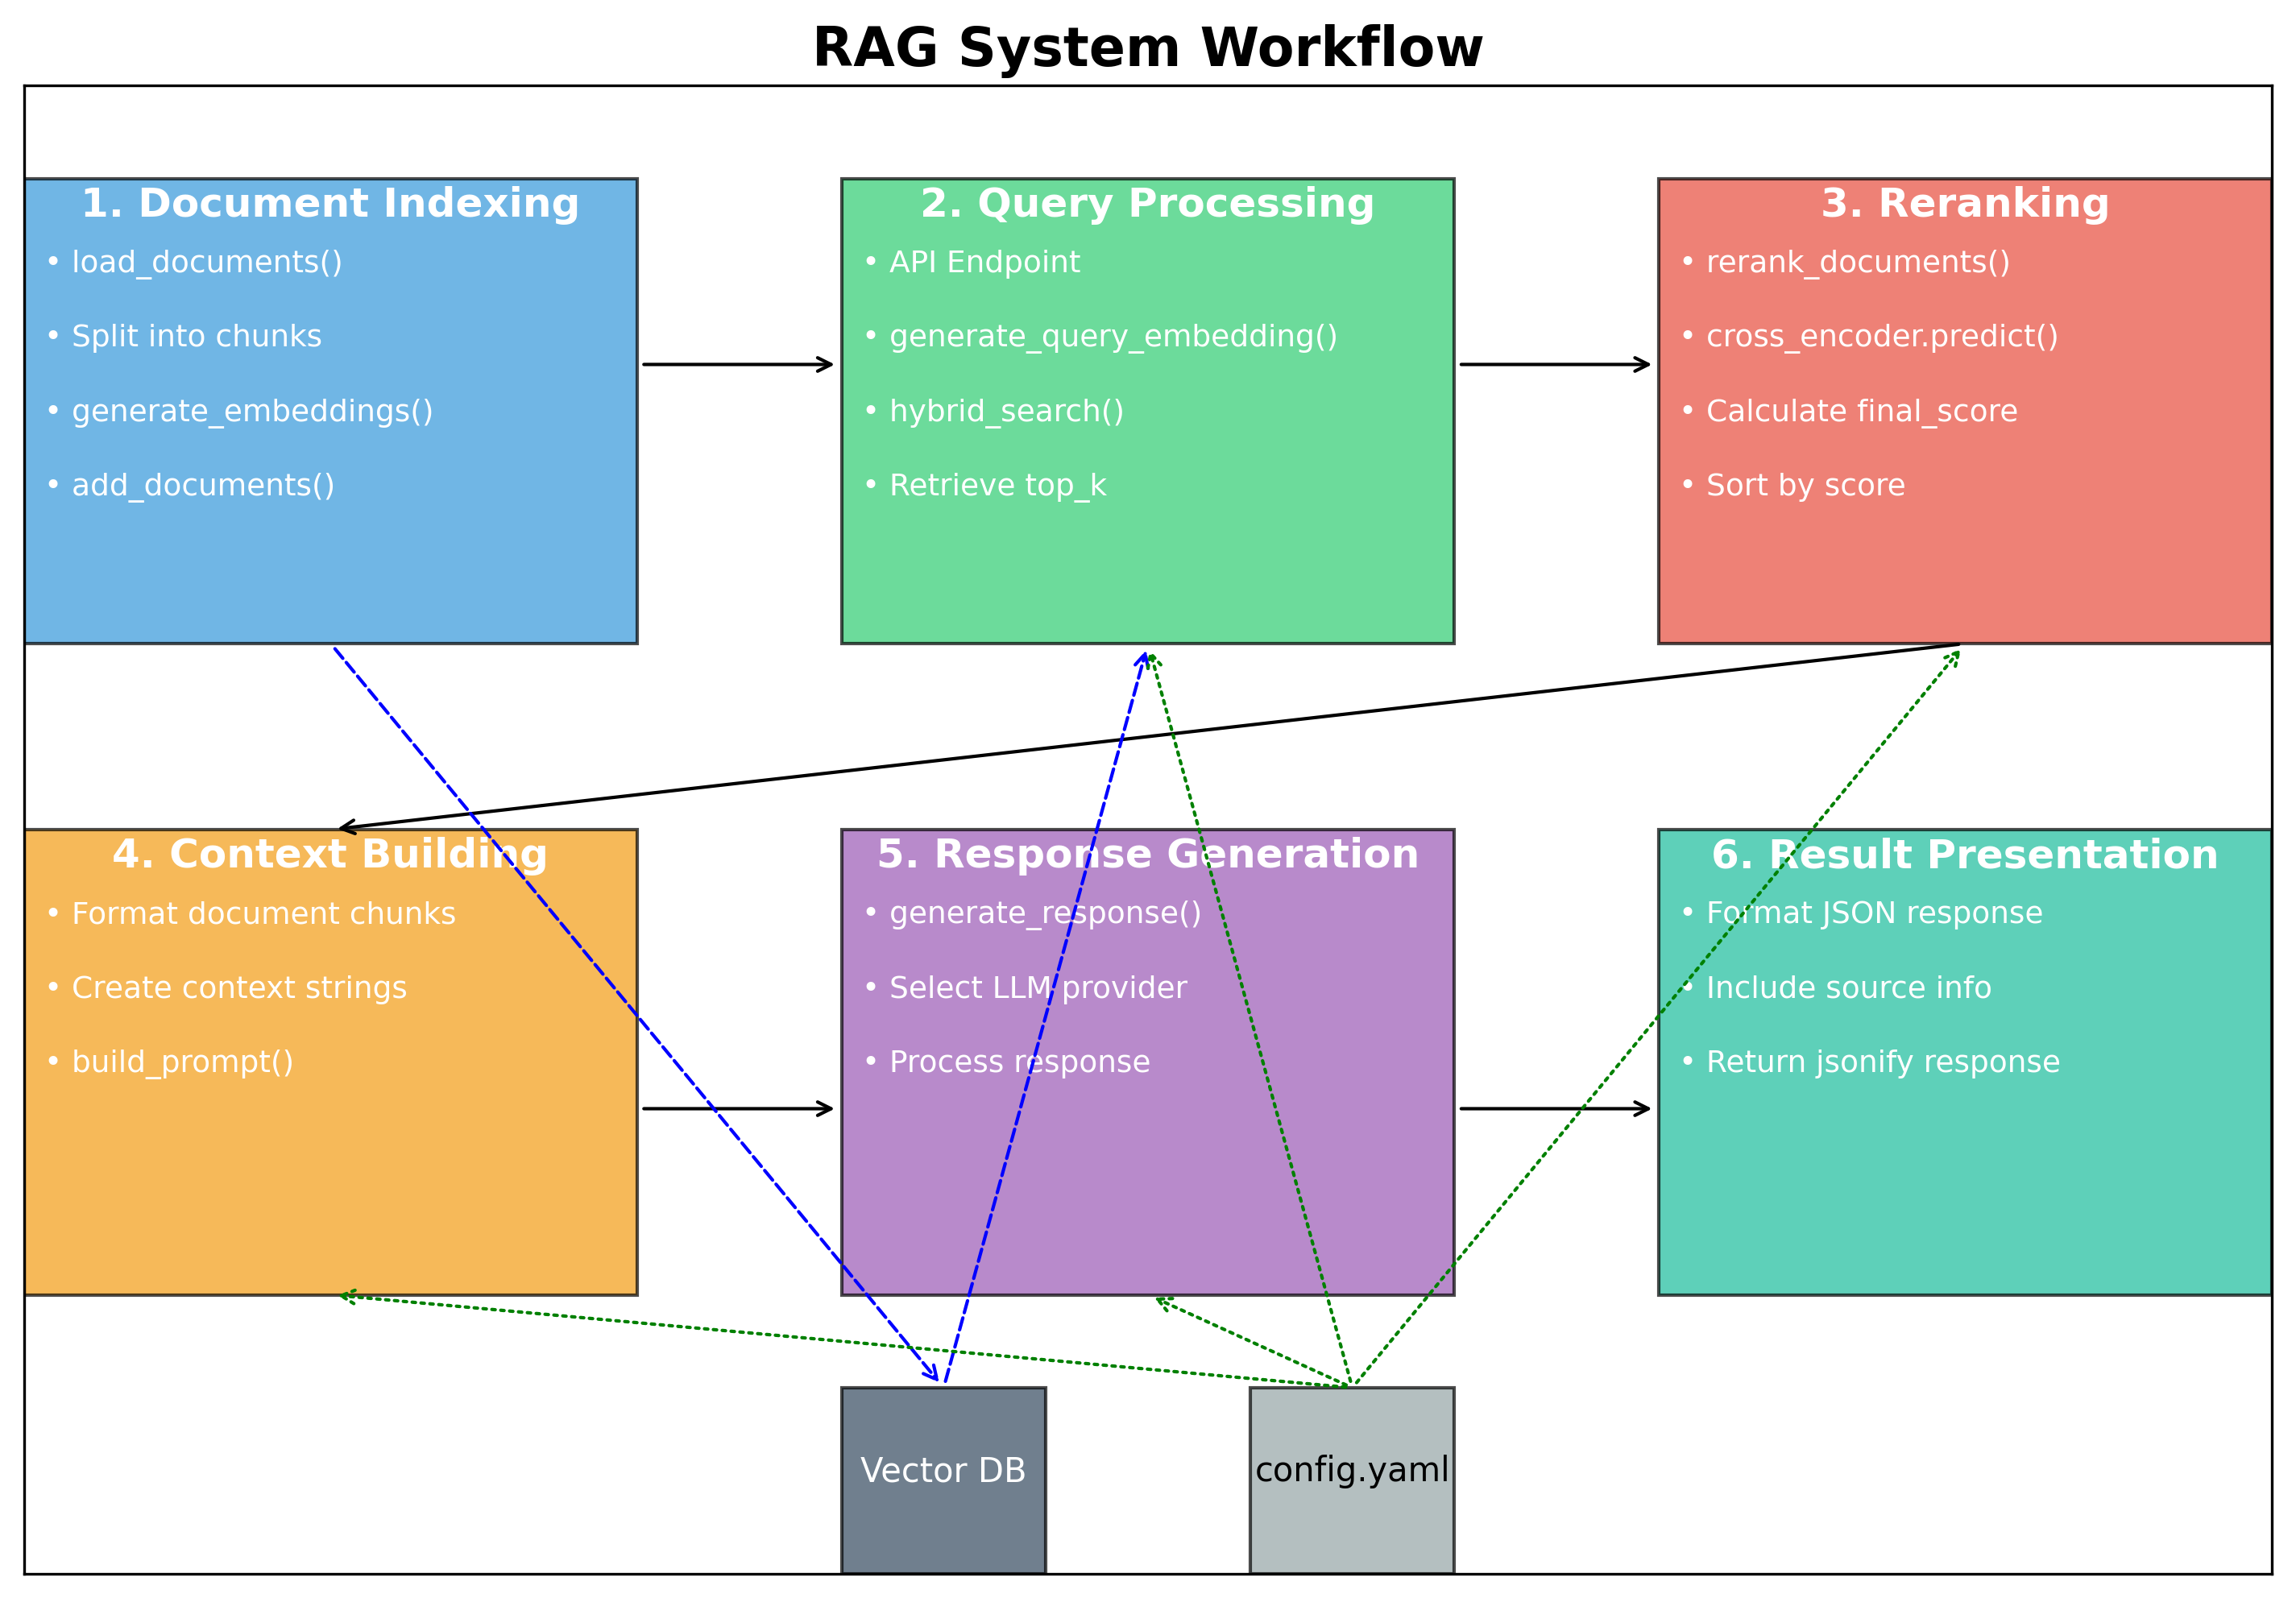 RAG System Workflow
1. Document Indexing
• load_documents()
• Split into chunks
• generate_embeddings()
• add_documents()
2. Query Processing
• API Endpoint
• generate_query_embedding()
• hybrid_search()
• Retrieve top_k
3. Reranking
• rerank_documents()
• cross_encoder.predict()
• Calculate final_score
• Sort by score
4. Context Building
• Format document chunks
• Create context strings
• build_prompt()
5. Response Generation
• generate_response()
• Select LLM provider
• Process response
6. Result Presentation
• Format JSON response
• Include source info
• Return jsonify response
Vector DB
config.yaml